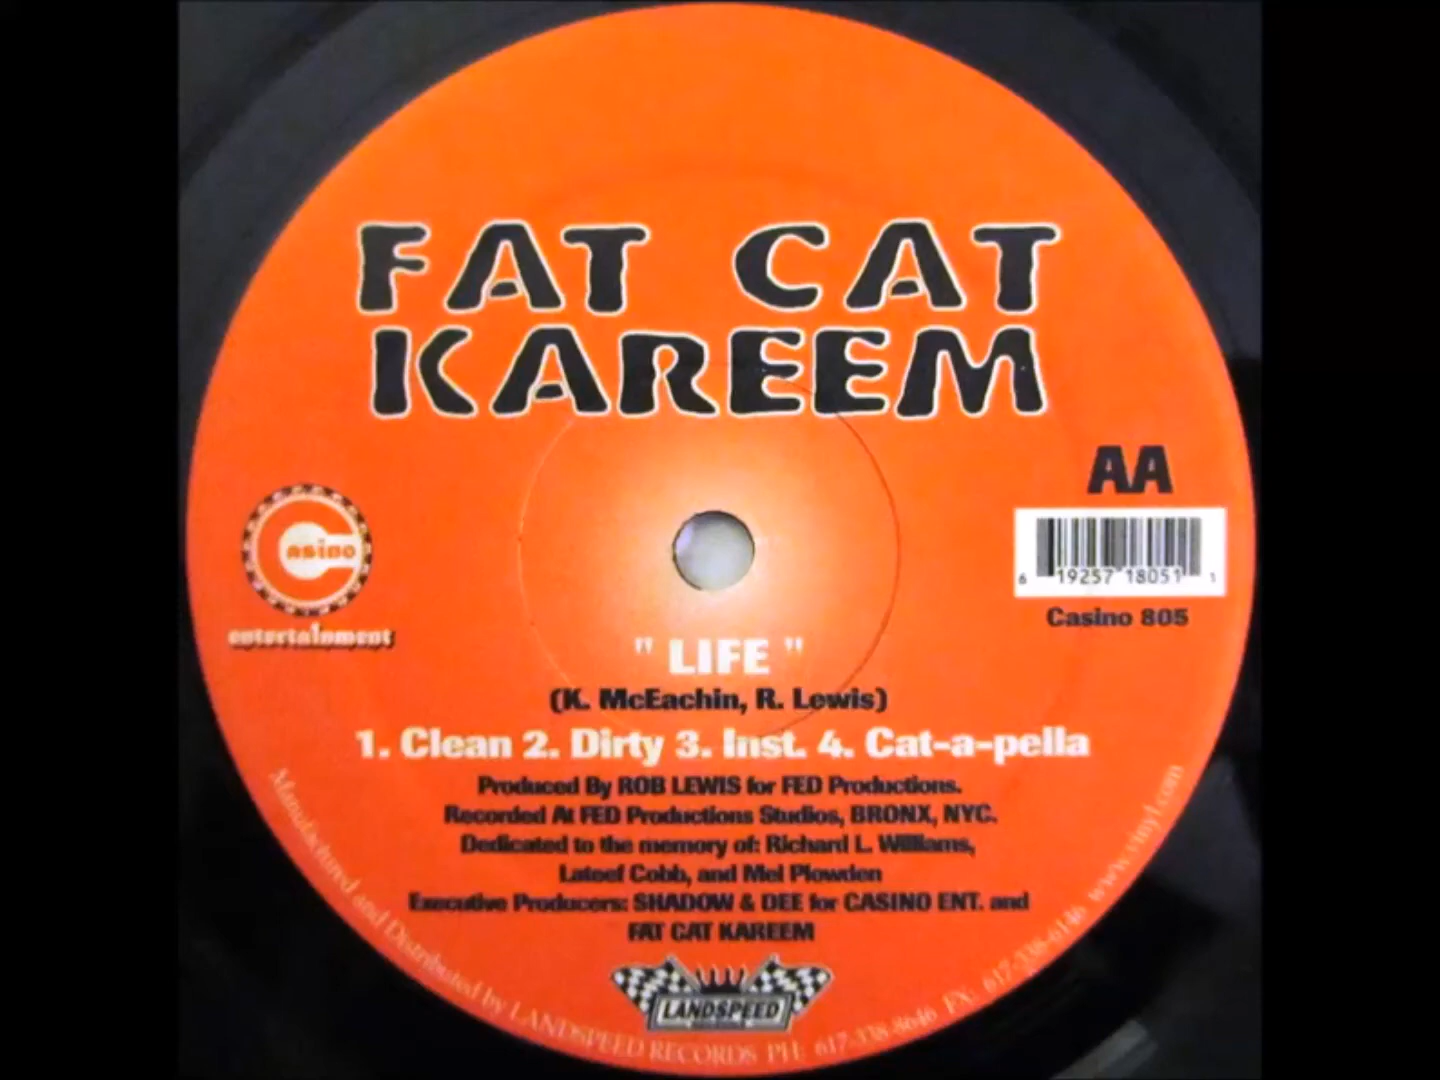 FAT CAT
KAREEM
AA
6 19257 18051 1
Casino 805
Casino
entertainment
" LIFE "
(K. McEachin, R. Lewis)
1. Clean 2. Dirty 3. Inst. 4. Cat-a-pella
Produced By ROB LEWIS for FED Productions.
Recorded At FED Productions Studios, BRONX, NYC.
Dedicated to the memory of: Richard L. Williams,
Lateef Cobb, and Mel Plowden
Executive Producers: SHADOW & DEE for CASINO ENT. and
FAT CAT KAREEM
LANDSPEED
Manufactured and Distributed by LANDSPEED RECORDS PH: 617-338-8646 FX: 617-338-6146 www.vinyl.com